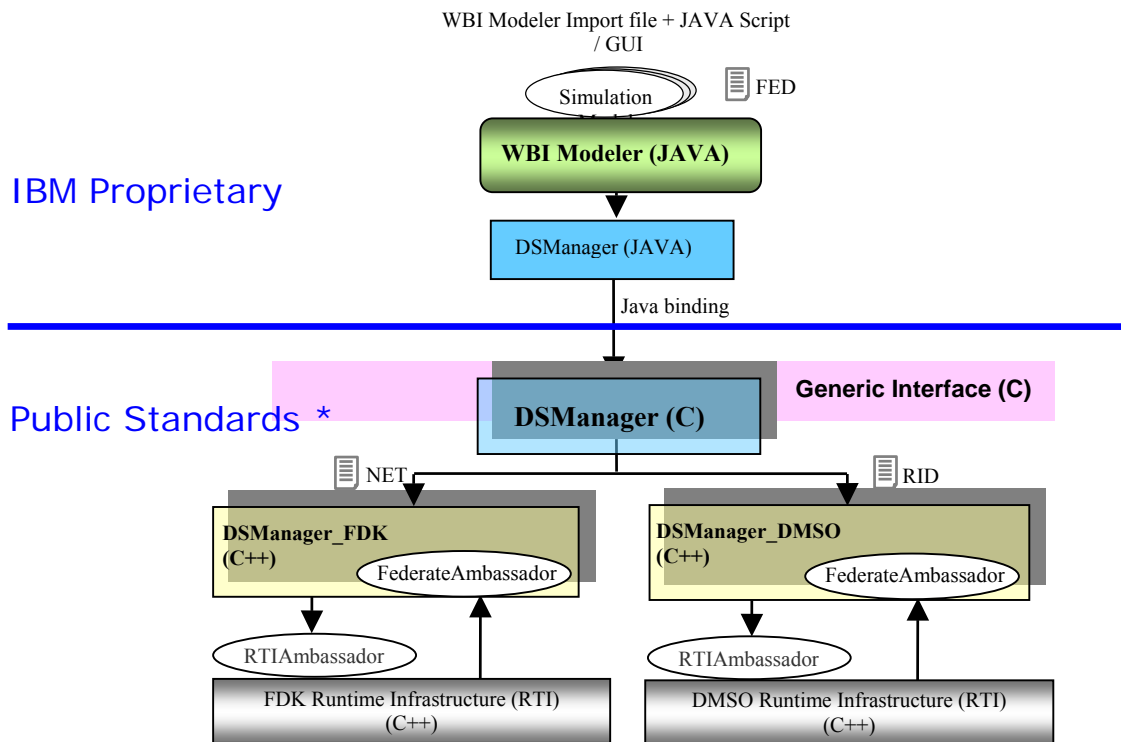 WBI Modeler Import file + JAVA Script
/ GUI
Simulation
FED
WBI Modeler (JAVA)
IBM Proprietary
DSManager (JAVA)
Java binding
Generic Interface (C)
Public Standards *
DSManager (C)
NET
RID
DSManager_FDK
(C++)
FederateAmbassador
DSManager_DMSO
(C++)
FederateAmbassador
RTIAmbassador
RTIAmbassador
FDK Runtime Infrastructure (RTI)
(C++)
DMSO Runtime Infrastructure (RTI)
(C++)